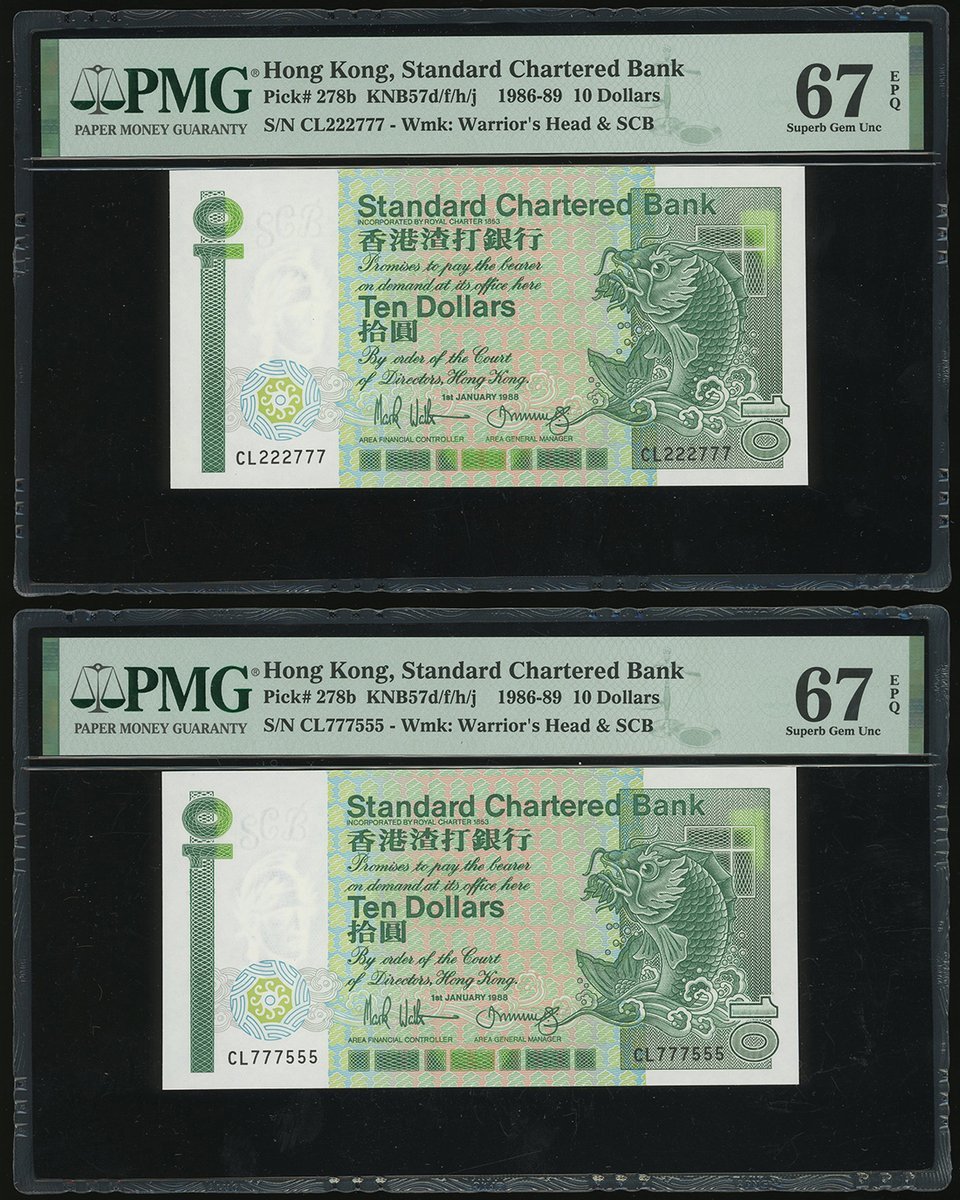 PMG®
PAPER MONEY GUARANTY
Hong Kong, Standard Chartered Bank
Pick# 278b KNB57d/f/h/j 1986-89 10 Dollars
S/N CL222777 - Wmk: Warrior's Head & SCB
67 EPQ
Superb Gem Unc
10
SCB
Standard Chartered Bank
INCORPORATED BY ROYAL CHARTER 1853
香港渣打銀行
Promises to pay the bearer
on demand at its office here
Ten Dollars
拾圓
By order of the Court
of Directors, Hong Kong.
1st JANUARY 1988
AREA FINANCIAL CONTROLLER AREA GENERAL MANAGER
CL222777
CL222777
10
PMG®
PAPER MONEY GUARANTY
Hong Kong, Standard Chartered Bank
Pick# 278b KNB57d/f/h/j 1986-89 10 Dollars
S/N CL777555 - Wmk: Warrior's Head & SCB
67 EPQ
Superb Gem Unc
10
SCB
Standard Chartered Bank
INCORPORATED BY ROYAL CHARTER 1853
香港渣打銀行
Promises to pay the bearer
on demand at its office here
Ten Dollars
拾圓
By order of the Court
of Directors, Hong Kong.
1st JANUARY 1988
AREA FINANCIAL CONTROLLER AREA GENERAL MANAGER
CL777555
CL777555
10